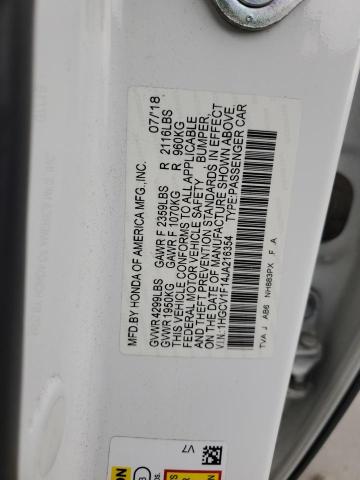 MFD.BY HONDA OF AMERICA MFG.,INC. 07/'18
GVWR 4299LBS GAWR F 2359LBS R 2116LBS
GVWR 1950KG GAWR F 1070KG R 960KG
THIS VEHICLE CONFORMS TO ALL APPLICABLE
FEDERAL MOTOR VEHICLE SAFETY, BUMPER,
AND THEFT PREVENTION STANDARDS IN EFFECT
ON THE DATE OF MANUFACTURE SHOWN ABOVE.
V.I.N.:1HGCV1F14JA216354 TYPE:PASSENGER CAR
TVA J AB6 NH883PX F A
V7